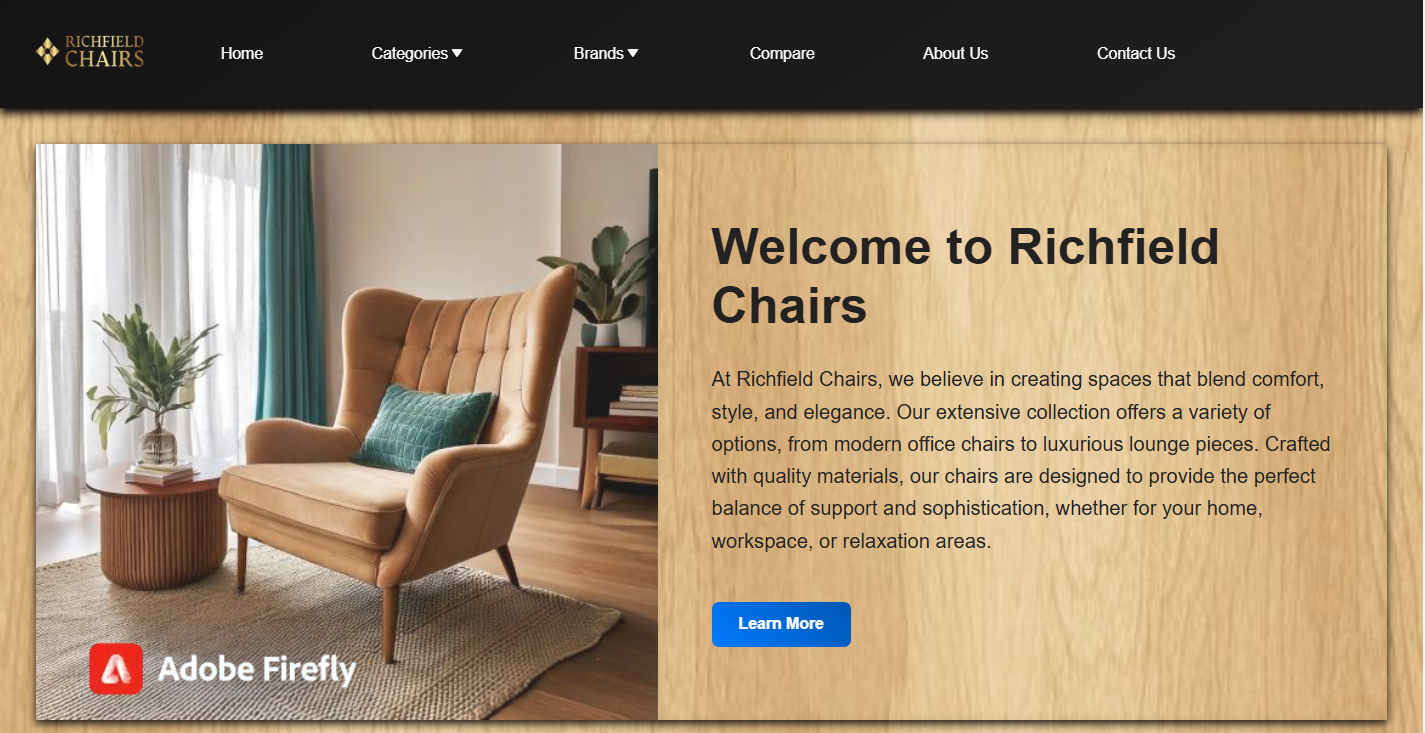 RICHFIELD
CHAIRS
Home
Categories
Brands
Compare
About Us
Contact Us
Welcome to Richfield
Chairs
At Richfield Chairs, we believe in creating spaces that blend comfort,
style, and elegance. Our extensive collection offers a variety of
options, from modern office chairs to luxurious lounge pieces. Crafted
with quality materials, our chairs are designed to provide the perfect
balance of support and sophistication, whether for your home,
workspace, or relaxation areas.
Learn More
Adobe Firefly